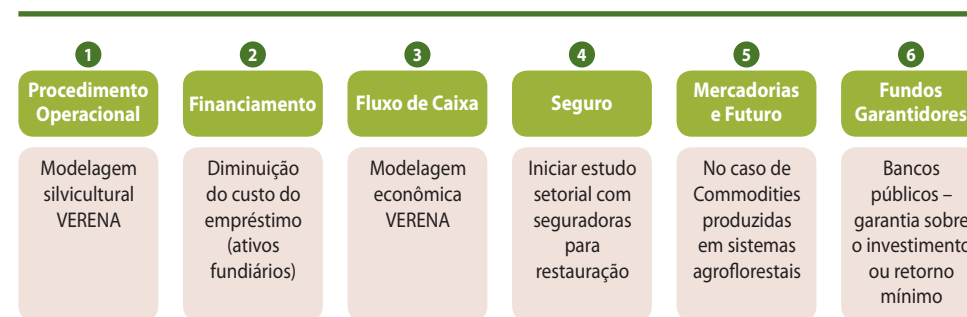 1
Procedimento
Operacional
Modelagem
silvicultural
VERENA
2
Financiamento
Diminuição
do custo do
empréstimo
(ativos
fundiários)
3
Fluxo de Caixa
Modelagem
econômica
VERENA
4
Seguro
Iniciar estudo
setorial com
seguradoras
para
restauração
5
Mercadorias
e Futuro
No caso de
Commodities
produzidas
em sistemas
agroflorestais
6
Fundos
Garantidores
Bancos
públicos –
garantia sobre
o investimento
ou retorno
mínimo